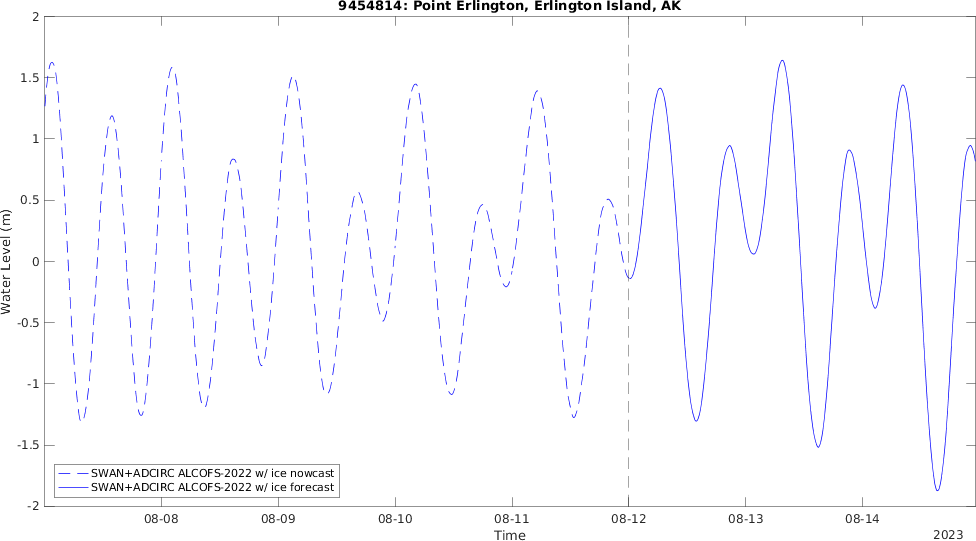 9454814: Point Erlington, Erlington Island, AK
2
1.5
1
0.5
0
-0.5
-1
-1.5
-2
Water Level (m)
SWAN+ADCIRC ALCOFS-2022 w/ ice nowcast
SWAN+ADCIRC ALCOFS-2022 w/ ice forecast
08-08 08-09 08-10 08-11 08-12 08-13 08-14
Time
2023